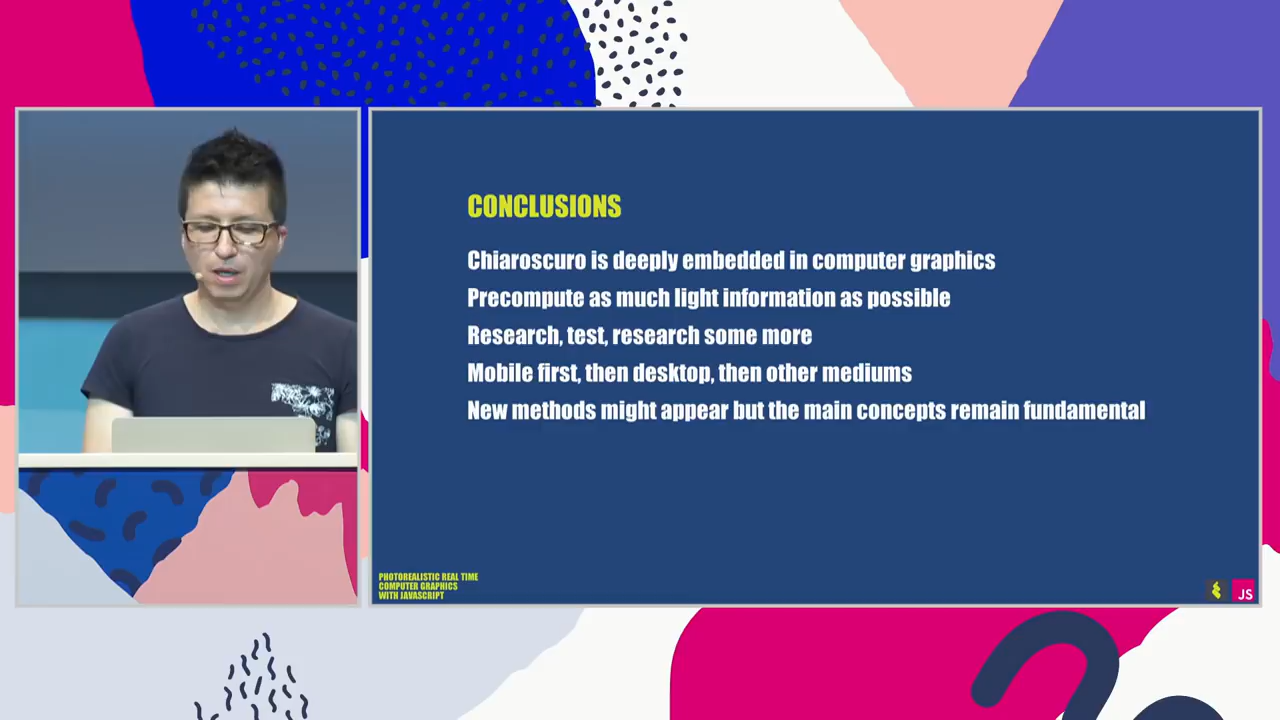 CONCLUSIONS
Chiaroscuro is deeply embedded in computer graphics
Precompute as much light information as possible
Research, test, research some more
Mobile first, then desktop, then other mediums
New methods might appear but the main concepts remain fundamental
PHOTOREALISTIC REAL TIME
COMPUTER GRAPHICS
WITH JAVASCRIPT
JS